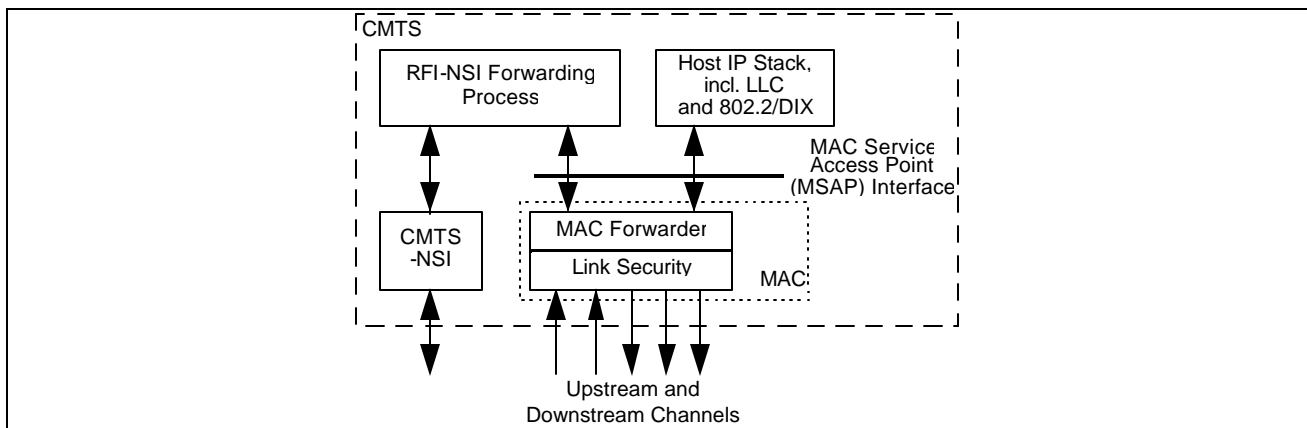 CMTS
RFI-NSI Forwarding
Process
Host IP Stack,
incl. LLC
and 802.2/DIX
MAC Service
Access Point
(MSAP) Interface
CMTS
-NSI
MAC Forwarder
Link Security
MAC
Upstream and
Downstream Channels